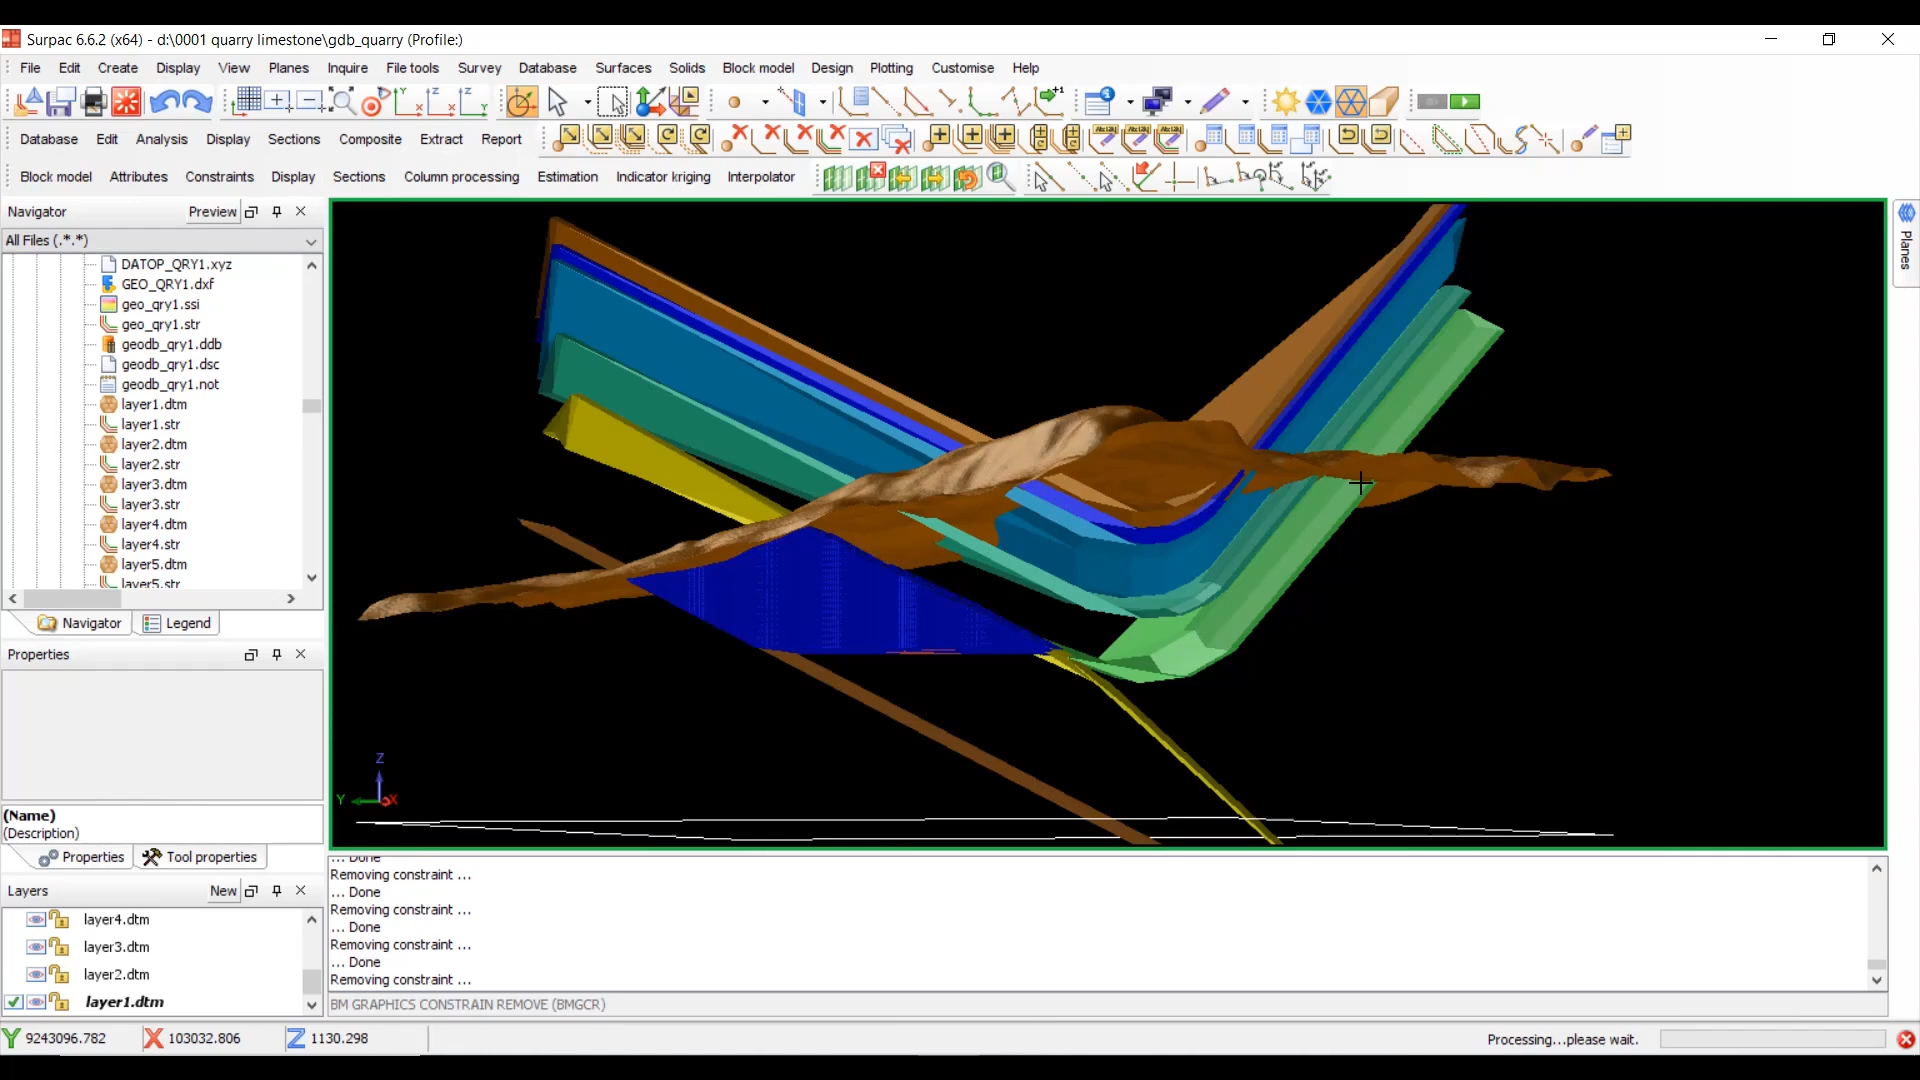 Surpac 6.6.2 (x64) - d:\0001 quarry limestone\gdb_quarry (Profile:)
File Edit Create Display View Planes Inquire File tools Survey Database Surfaces Solids Block model Design Plotting Customise Help
Database Edit Analysis Display Sections Composite Extract Report
Block model Attributes Constraints Display Sections Column processing Estimation Indicator kriging Interpolator
Navigator Preview
All Files (.*.*)
DATOP_QRY1.xyz
GEO_QRY1.dxf
geo_qry1.ssi
geo_qry1.str
geodb_qry1.ddb
geodb_qry1.dsc
geodb_qry1.not
layer1.dtm
layer1.str
layer2.dtm
layer2.str
layer3.dtm
layer3.str
layer4.dtm
layer4.str
layer5.dtm
layer5.str
Navigator Legend
Properties
(Name)
(Description)
Properties Tool properties
Layers New
layer4.dtm
layer3.dtm
layer2.dtm
layer1.dtm
Planes
Z
Y X
... Done
Removing constraint ...
... Done
Removing constraint ...
... Done
Removing constraint ...
... Done
Removing constraint ...
BM GRAPHICS CONSTRAIN REMOVE (BMGCR)
Y 9243096.782 X 103032.806 Z 1130.298
Processing...please wait.